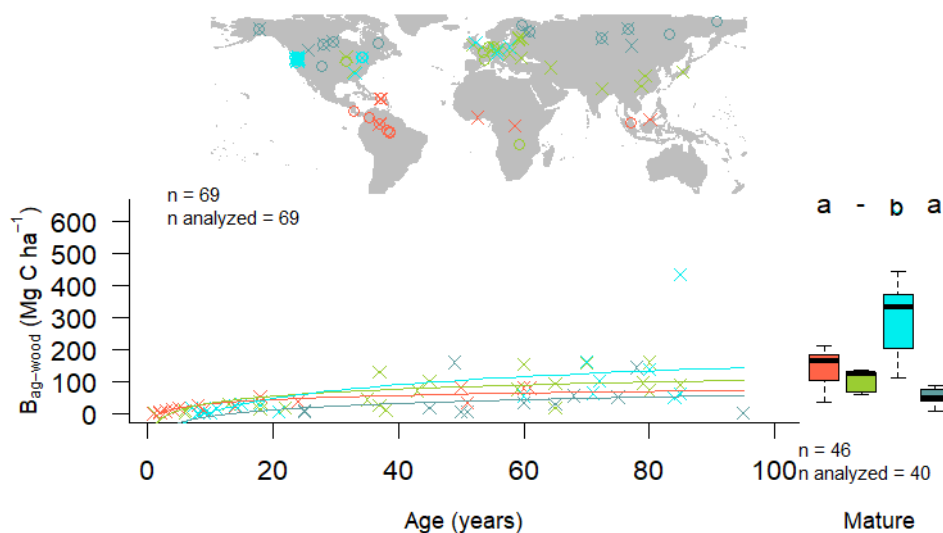 n = 69
n analyzed = 69
600
500
400
300
200
100
0
B_ag−wood (Mg C ha⁻¹)
0 20 40 60 80 100
Age (years)
a - b a
n = 46
n analyzed = 40
Mature